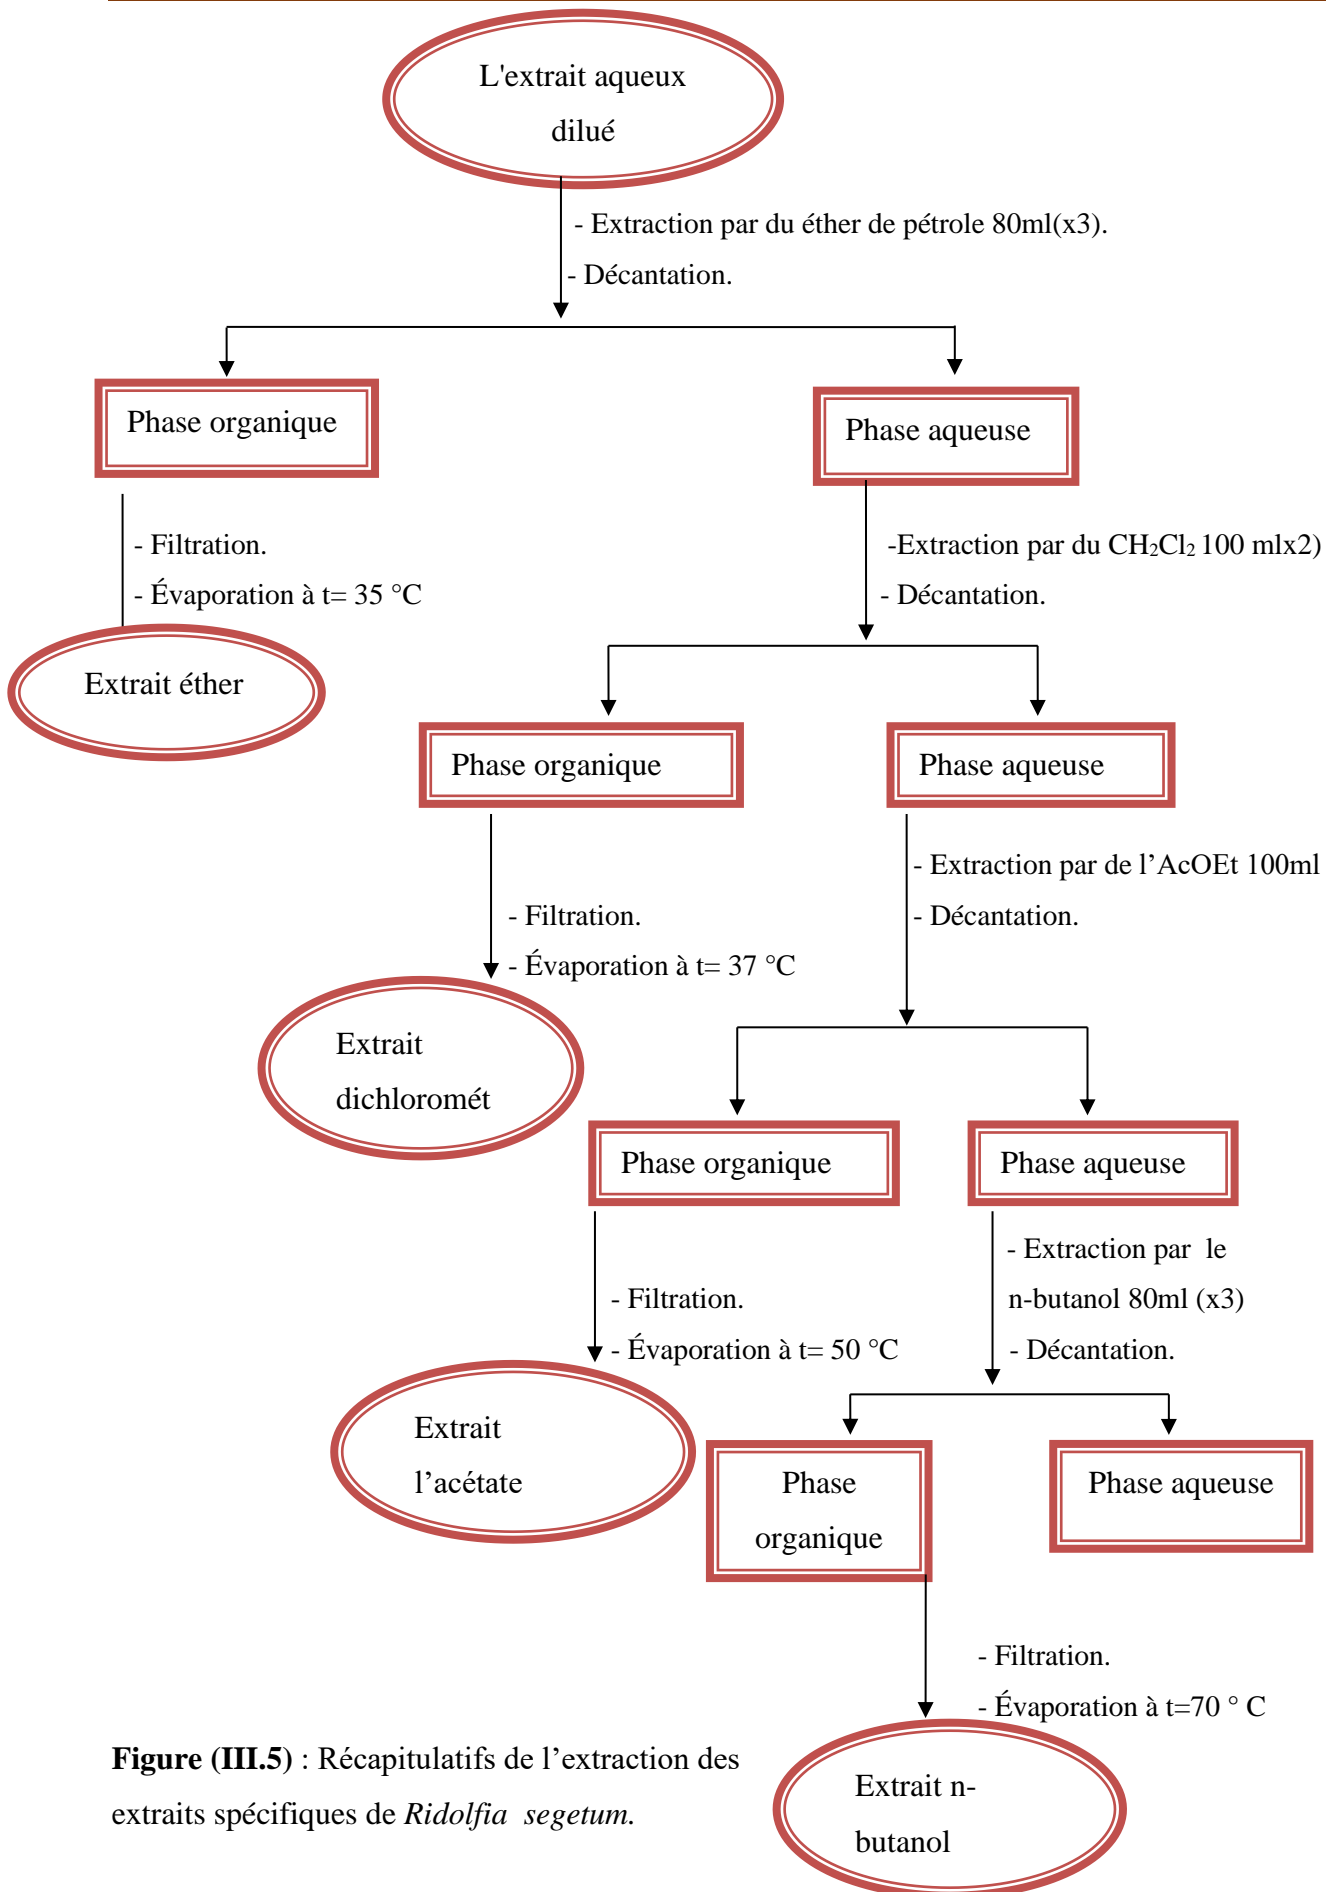 L'extrait aqueux
dilué
- Extraction par du éther de pétrole 80ml(x3).
- Décantation.
Phase organique
Phase aqueuse
- Filtration.
- Évaporation à t= 35 °C
-Extraction par du CH₂Cl₂ 100 mlx2)
- Décantation.
Extrait éther
Phase organique
Phase aqueuse
- Filtration.
- Évaporation à t= 37 °C
- Extraction par de l’AcOEt 100ml
- Décantation.
Extrait
dichloromét
Phase organique
Phase aqueuse
- Filtration.
- Évaporation à t= 50 °C
- Extraction par  le
n-butanol 80ml (x3)
- Décantation.
Extrait
l’acétate
Phase
organique
Phase aqueuse
- Filtration.
- Évaporation à t=70 ° C
Extrait n-
butanol
Figure (III.5) : Récapitulatifs de l’extraction des
extraits spécifiques de Ridolfia  segetum.